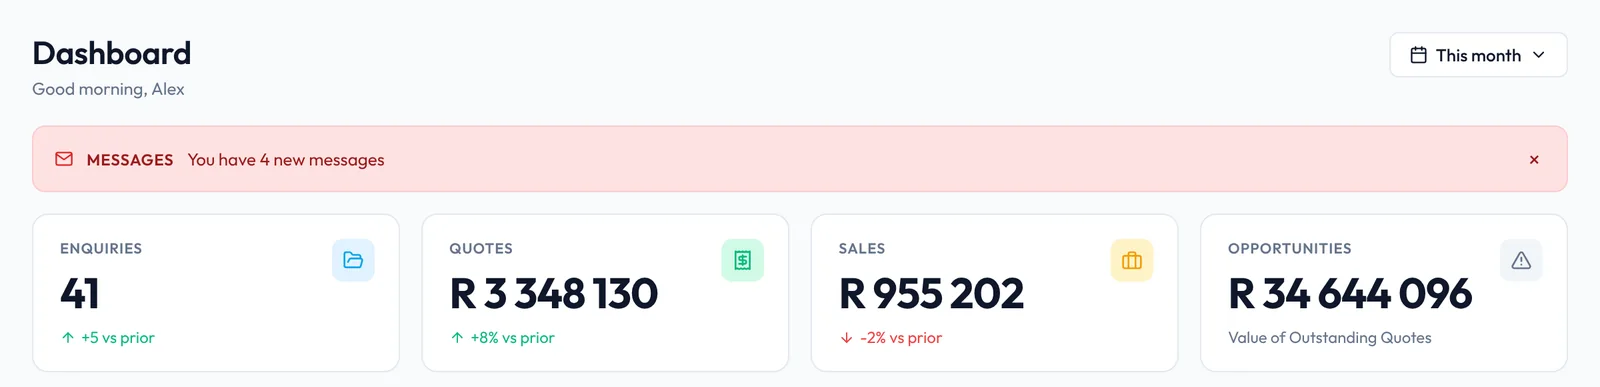 Dashboard
Good morning, Alex
This month
MESSAGES You have 4 new messages
ENQUIRIES
41
+5 vs prior
QUOTES
R 3 348 130
+8% vs prior
SALES
R 955 202
-2% vs prior
OPPORTUNITIES
R 34 644 096
Value of Outstanding Quotes